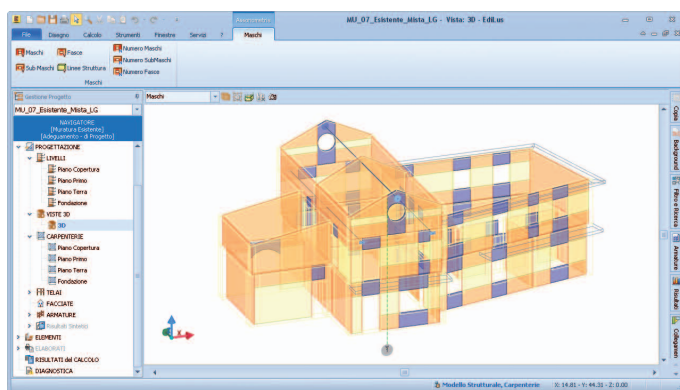 Assonometria
MU_07_Esistente_Mista_LG - Vista: 3D - EdiLus
File Disegno Calcolo Strumenti Finestre Servizi ? Maschi
Maschi Fasce Numero Maschi
Sub Maschi Linee Struttura Numero SubMaschi
Numero Fasce
Maschi
Gestione Progetto
Maschi
MU_07_Esistente_Mista_LG
NAVIGATORE
[Muratura Esistente]
[Adeguamento - di Progetto]
PROGETTAZIONE
LIVELLI
Piano Copertura
Piano Primo
Piano Terra
Fondazione
VISTE 3D
3D
CARPENTERIE
Piano Copertura
Piano Primo
Piano Terra
Fondazione
TELAI
FACCIATE
ARMATURE
Risultati Sintetici
ELEMENTI
ELABORATI
RISULTATI del CALCOLO
DIAGNOSTICA
Copia
Background
Filtro e Ricerca
Armature
Risultati
Collegamen
x
Y
Modello Strutturale, Carpenterie X: 14.81 - Y: 44.31 - Z: 0.00